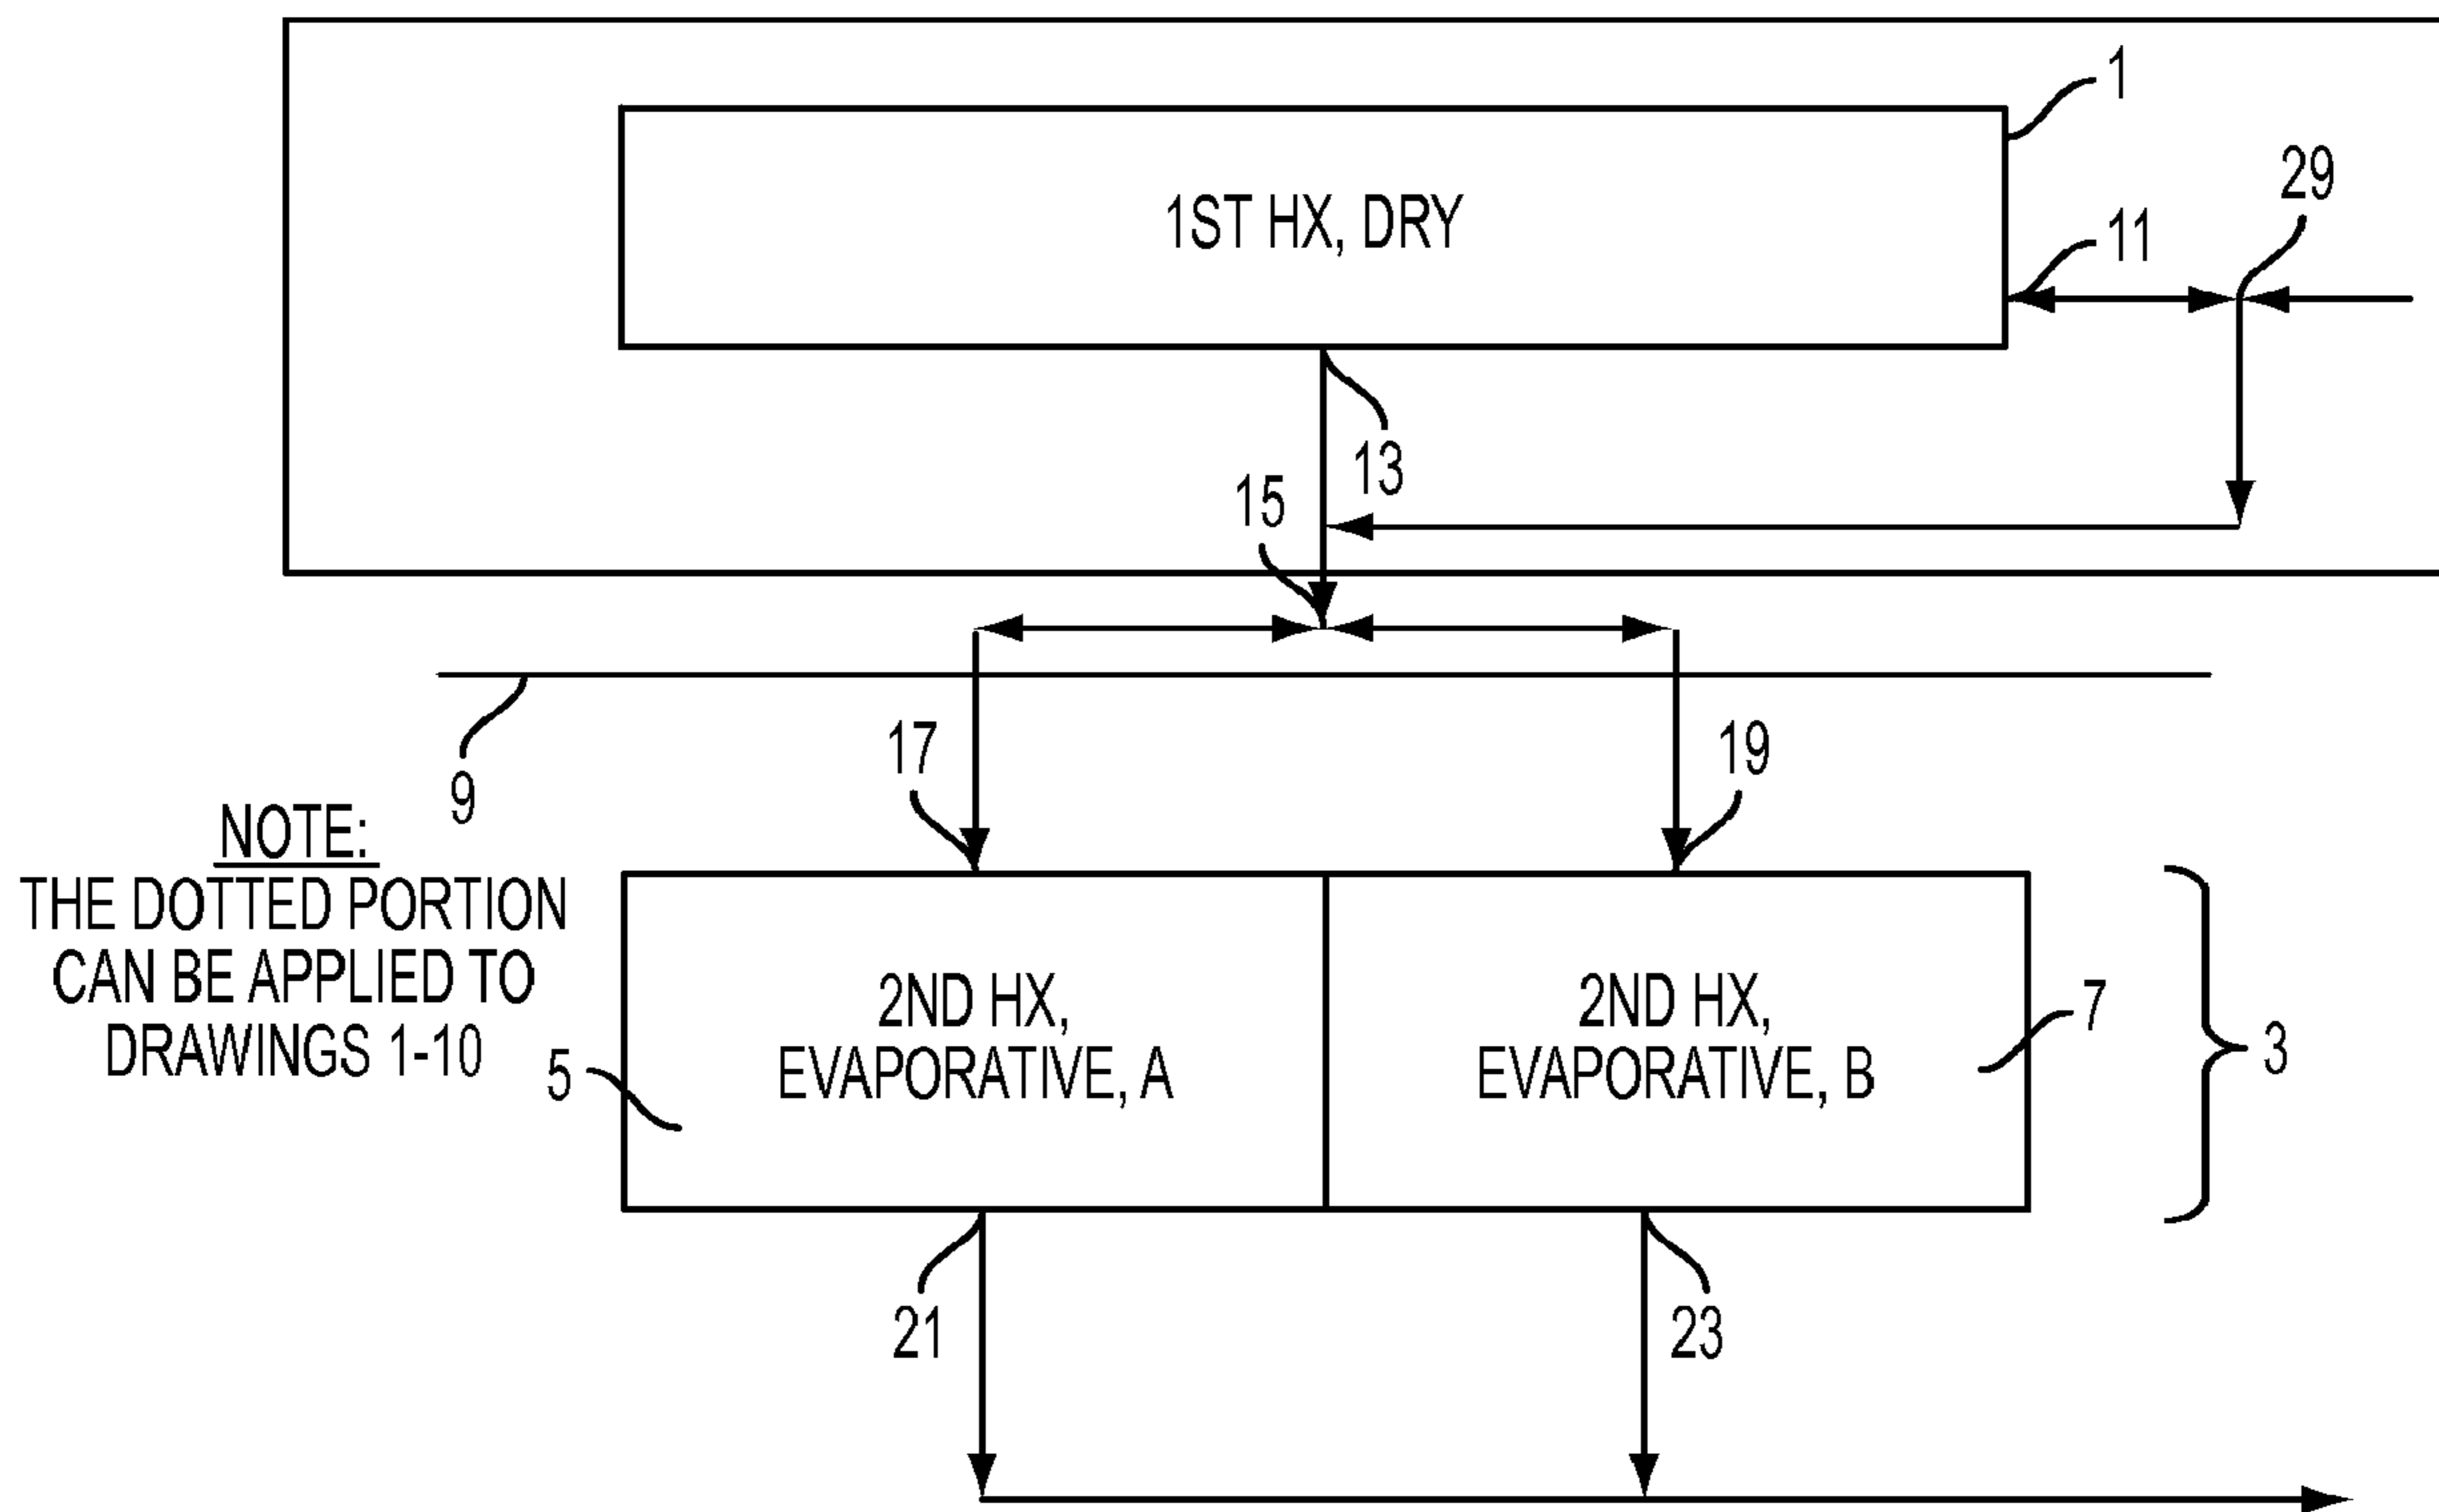 1
29
1ST HX, DRY
11
13
15
17
19
9
NOTE:
THE DOTTED PORTION
CAN BE APPLIED TO
DRAWINGS 1-10
5
2ND HX,
EVAPORATIVE, A
2ND HX,
EVAPORATIVE, B
7
3
21
23